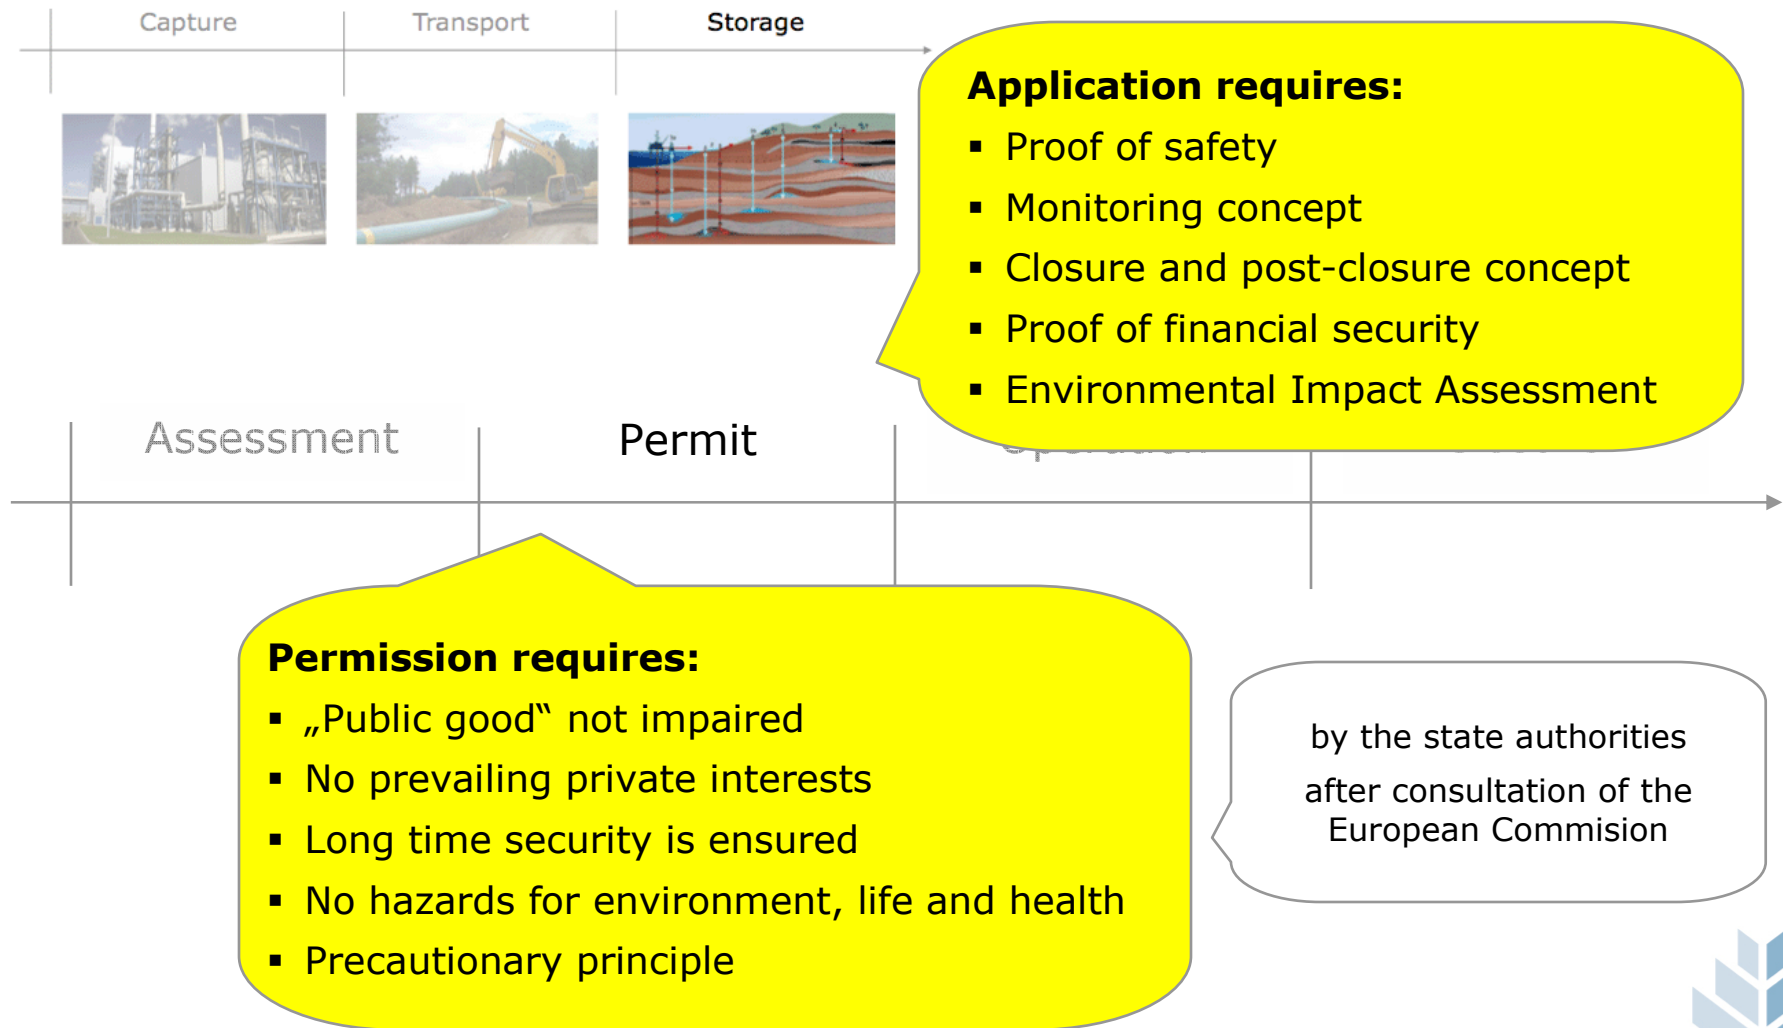 Capture
Transport
Storage
Application requires:
▪ Proof of safety
▪ Monitoring concept
▪ Closure and post-closure concept
▪ Proof of financial security
▪ Environmental Impact Assessment
Assessment
Permit
Permission requires:
▪ „Public good“ not impaired
▪ No prevailing private interests
▪ Long time security is ensured
▪ No hazards for environment, life and health
▪ Precautionary principle
by the state authorities
after consultation of the
European Commision